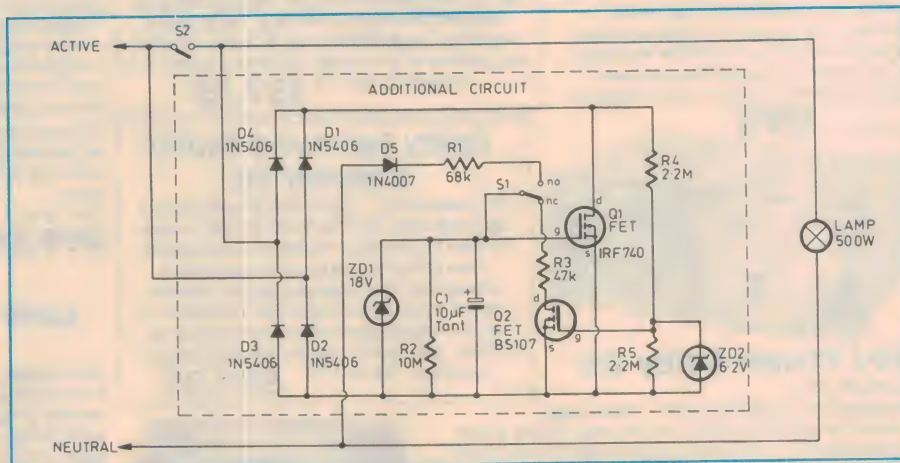 S2
ACTIVE
ADDITIONAL CIRCUIT
D4
1N5406
D1
1N5406
D5
1N4007
R1
68k
S1
no
nc
R4
2·2M
d
Q1
FET
g
s
IRF740
LAMP
500W
ZD1
18V
R3
47k
C1
10µF
Tant
+
Q2
FET
BS107
d
s
g
D3
1N5406
D2
1N5406
R2
10M
R5
2·2M
ZD2
6·2V
NEUTRAL